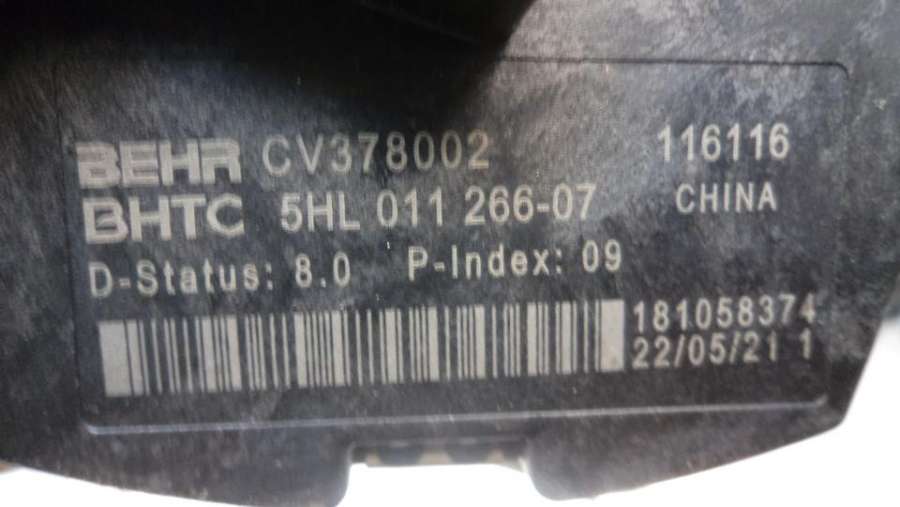 BEHR CV378002 116116
BHTC 5HL 011 266-07 CHINA
D-Status: 8.0 P-Index: 09
181058374
22/05/21 1